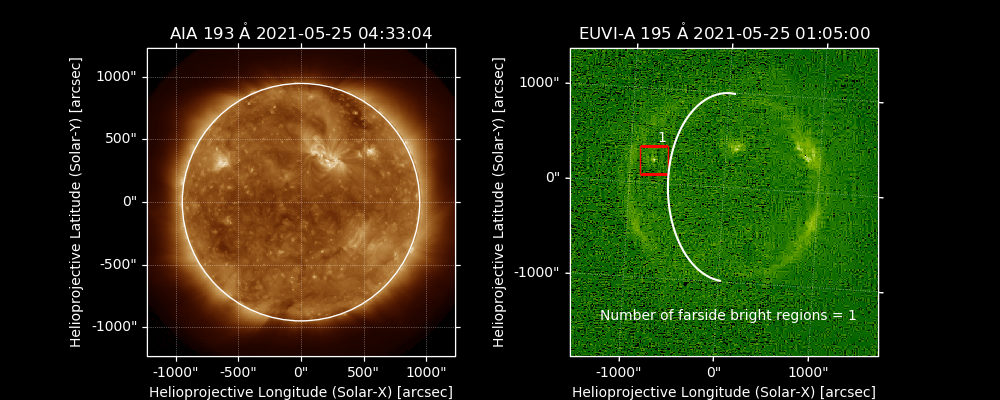 AIA 193 Å 2021-05-25 04:33:04
Helioprojective Latitude (Solar-Y) [arcsec]
1000"
500"
0"
-500"
-1000"
-1000"
-500"
0"
500"
1000"
Helioprojective Longitude (Solar-X) [arcsec]
EUVI-A 195 Å 2021-05-25 01:05:00
Helioprojective Latitude (Solar-Y) [arcsec]
1000"
0"
-1000"
1
Number of farside bright regions = 1
-1000"
0"
1000"
Helioprojective Longitude (Solar-X) [arcsec]